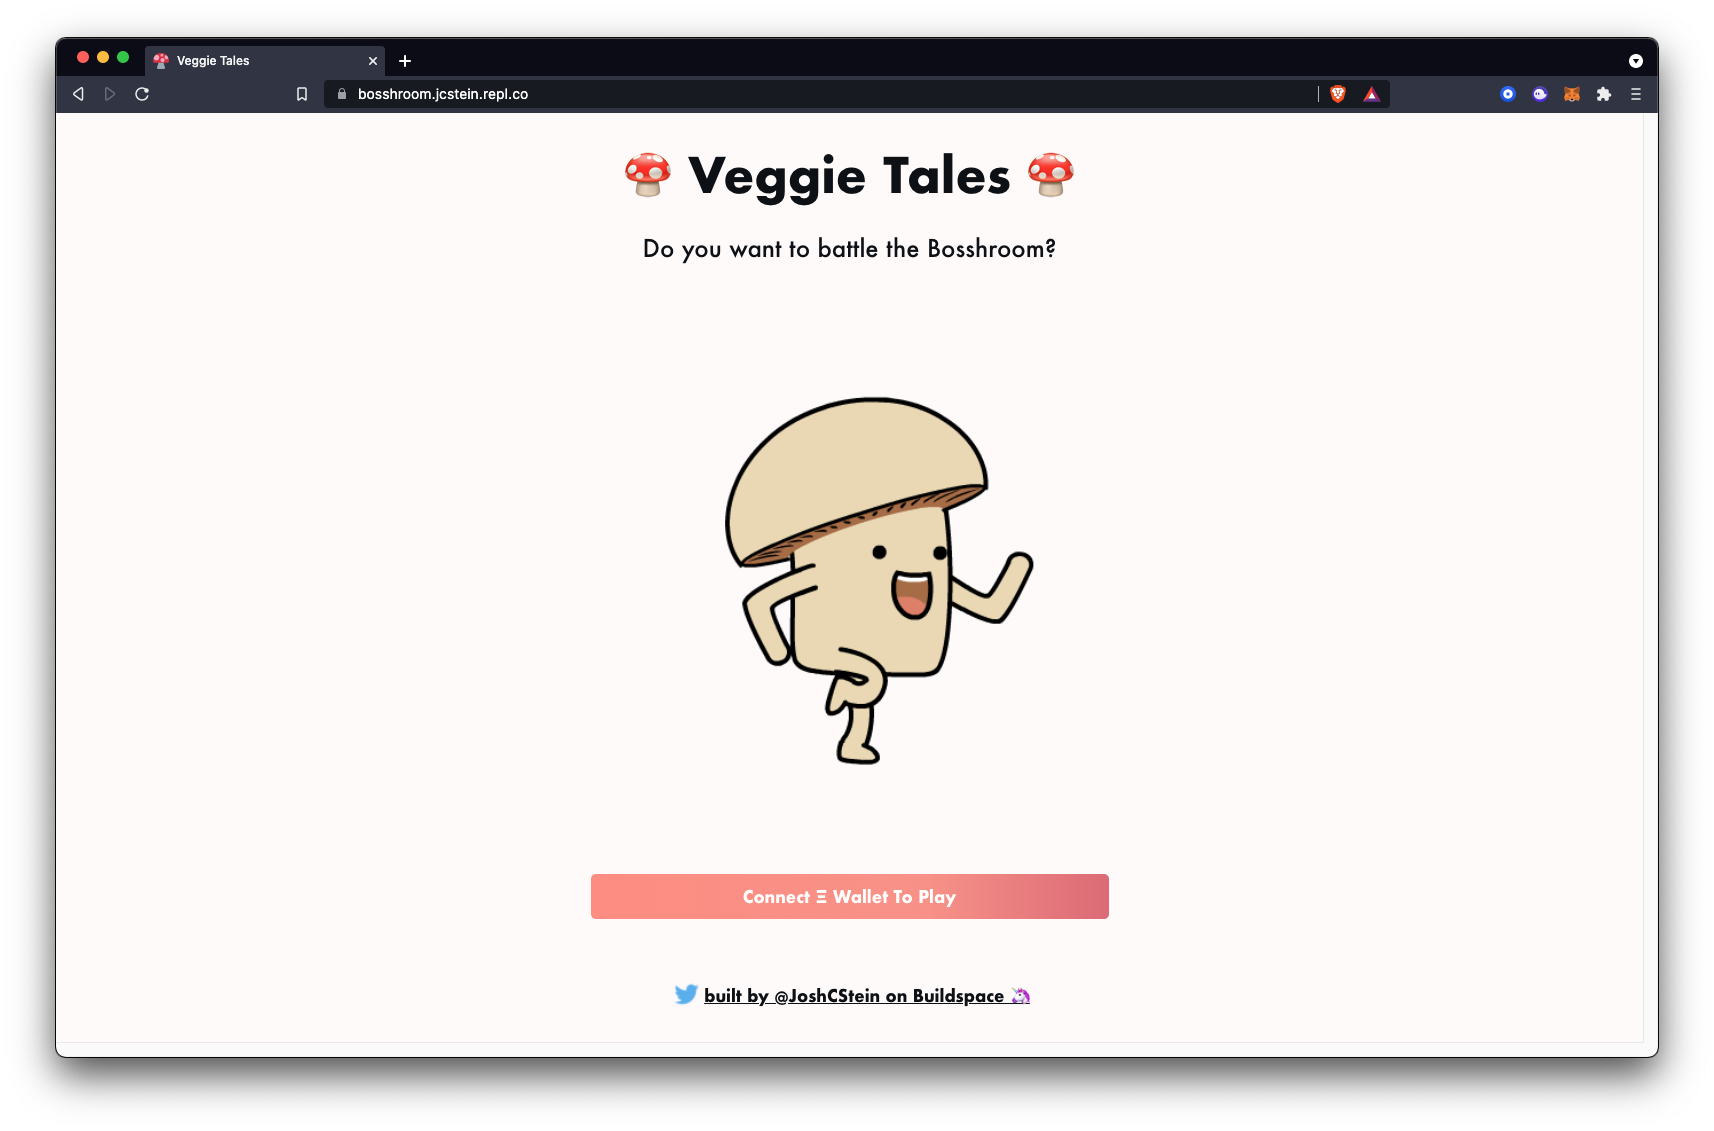 Veggie Tales
bosshroom.jcstein.repl.co
Veggie Tales
Do you want to battle the Bosshroom?
Connect Ξ Wallet To Play
built by @JoshCStein on Buildspace